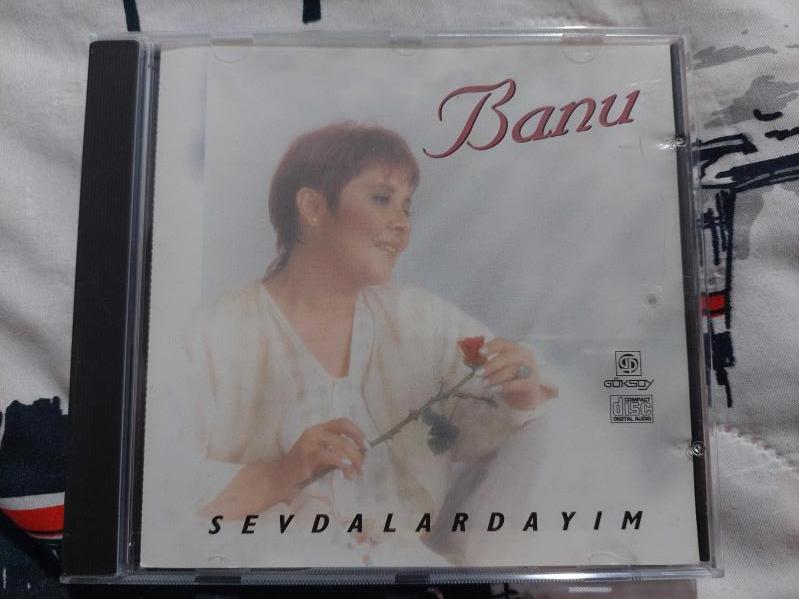 Banu
GÖKSOY
COMPACT
disc
DIGITAL AUDIO
SEVDALARDAYIM